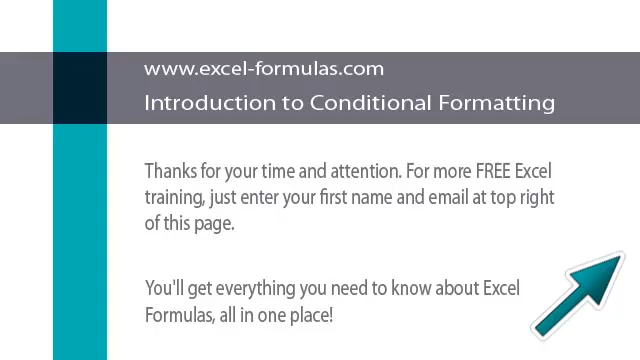 www.excel-formulas.com
Introduction to Conditional Formatting
Thanks for your time and attention. For more FREE Excel
training, just enter your first name and email at top right
of this page.
You'll get everything you need to know about Excel
Formulas, all in one place!